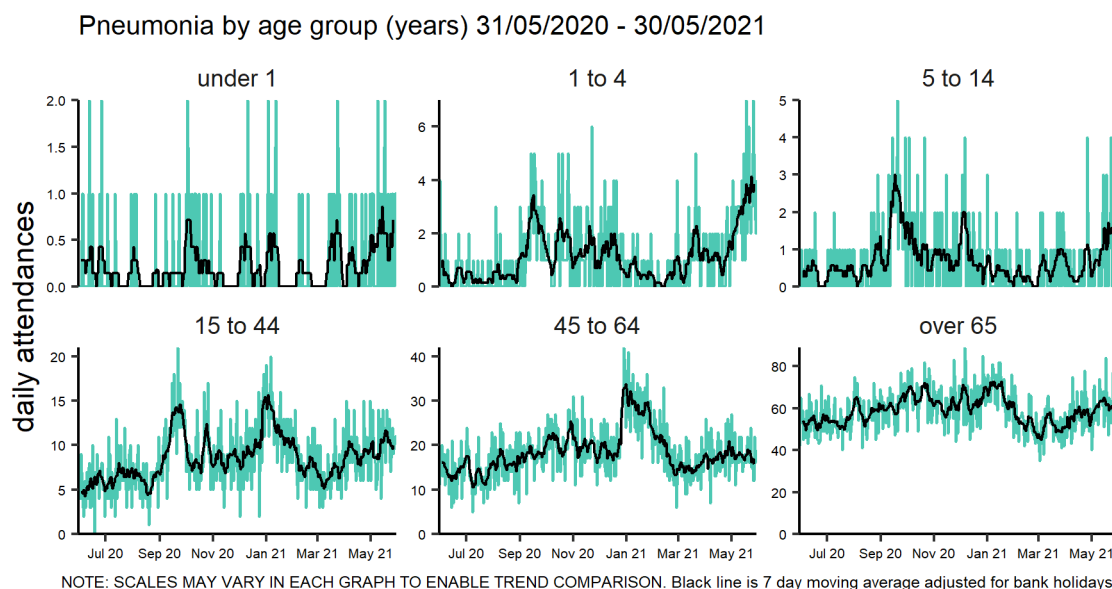 Pneumonia by age group (years) 31/05/2020 - 30/05/2021
under 1
1 to 4
5 to 14
2.0
1.5
1.0
0.5
0.0
6
4
2
0
5
4
3
2
1
0
daily attendances
15 to 44
45 to 64
over 65
20
15
10
5
0
40
30
20
10
0
80
60
40
20
0
Jul 20 Sep 20 Nov 20 Jan 21 Mar 21 May 21
Jul 20 Sep 20 Nov 20 Jan 21 Mar 21 May 21
Jul 20 Sep 20 Nov 20 Jan 21 Mar 21 May 21
NOTE: SCALES MAY VARY IN EACH GRAPH TO ENABLE TREND COMPARISON. Black line is 7 day moving average adjusted for bank holidays